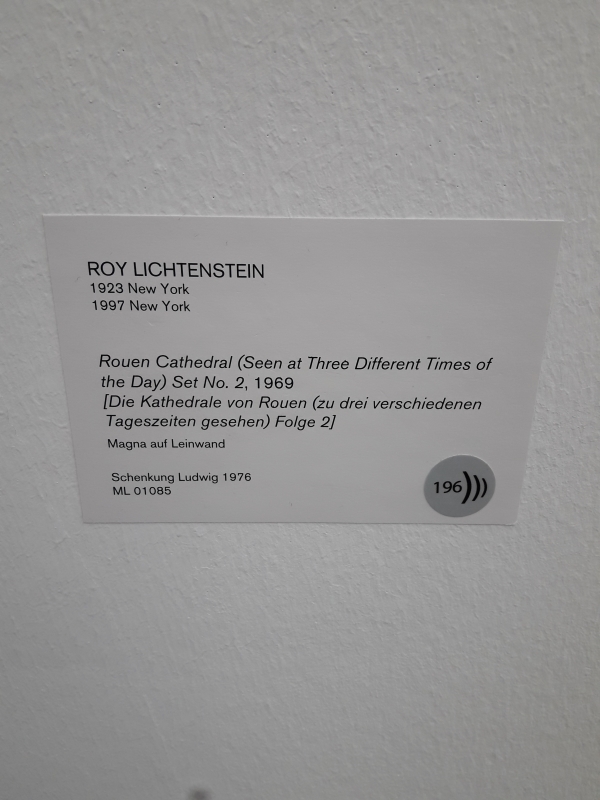 ROY LICHTENSTEIN
1923 New York
1997 New York
Rouen Cathedral (Seen at Three Different Times of
the Day) Set No. 2, 1969
[Die Kathedrale von Rouen (zu drei verschiedenen
Tageszeiten gesehen) Folge 2]
Magna auf Leinwand
Schenkung Ludwig 1976
ML 01085
196